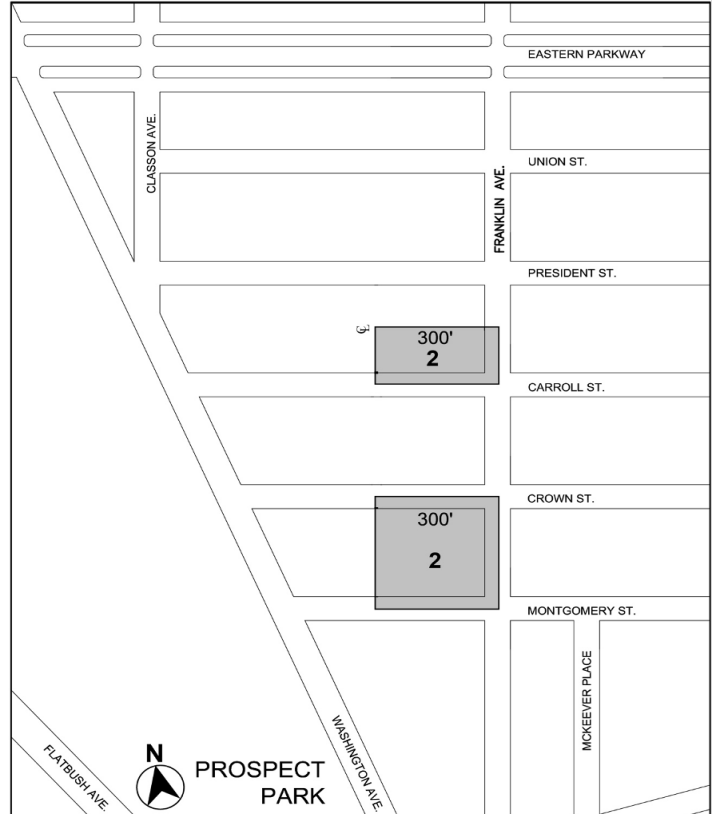 EASTERN PARKWAY
CLASSON AVE.
UNION ST.
FRANKLIN AVE.
PRESIDENT ST.
℄
300'
2
CARROLL ST.
CROWN ST.
300'
2
MONTGOMERY ST.
MCKEEVER PLACE
WASHINGTON AVE.
FLATBUSH AVE.
N
PROSPECT
PARK